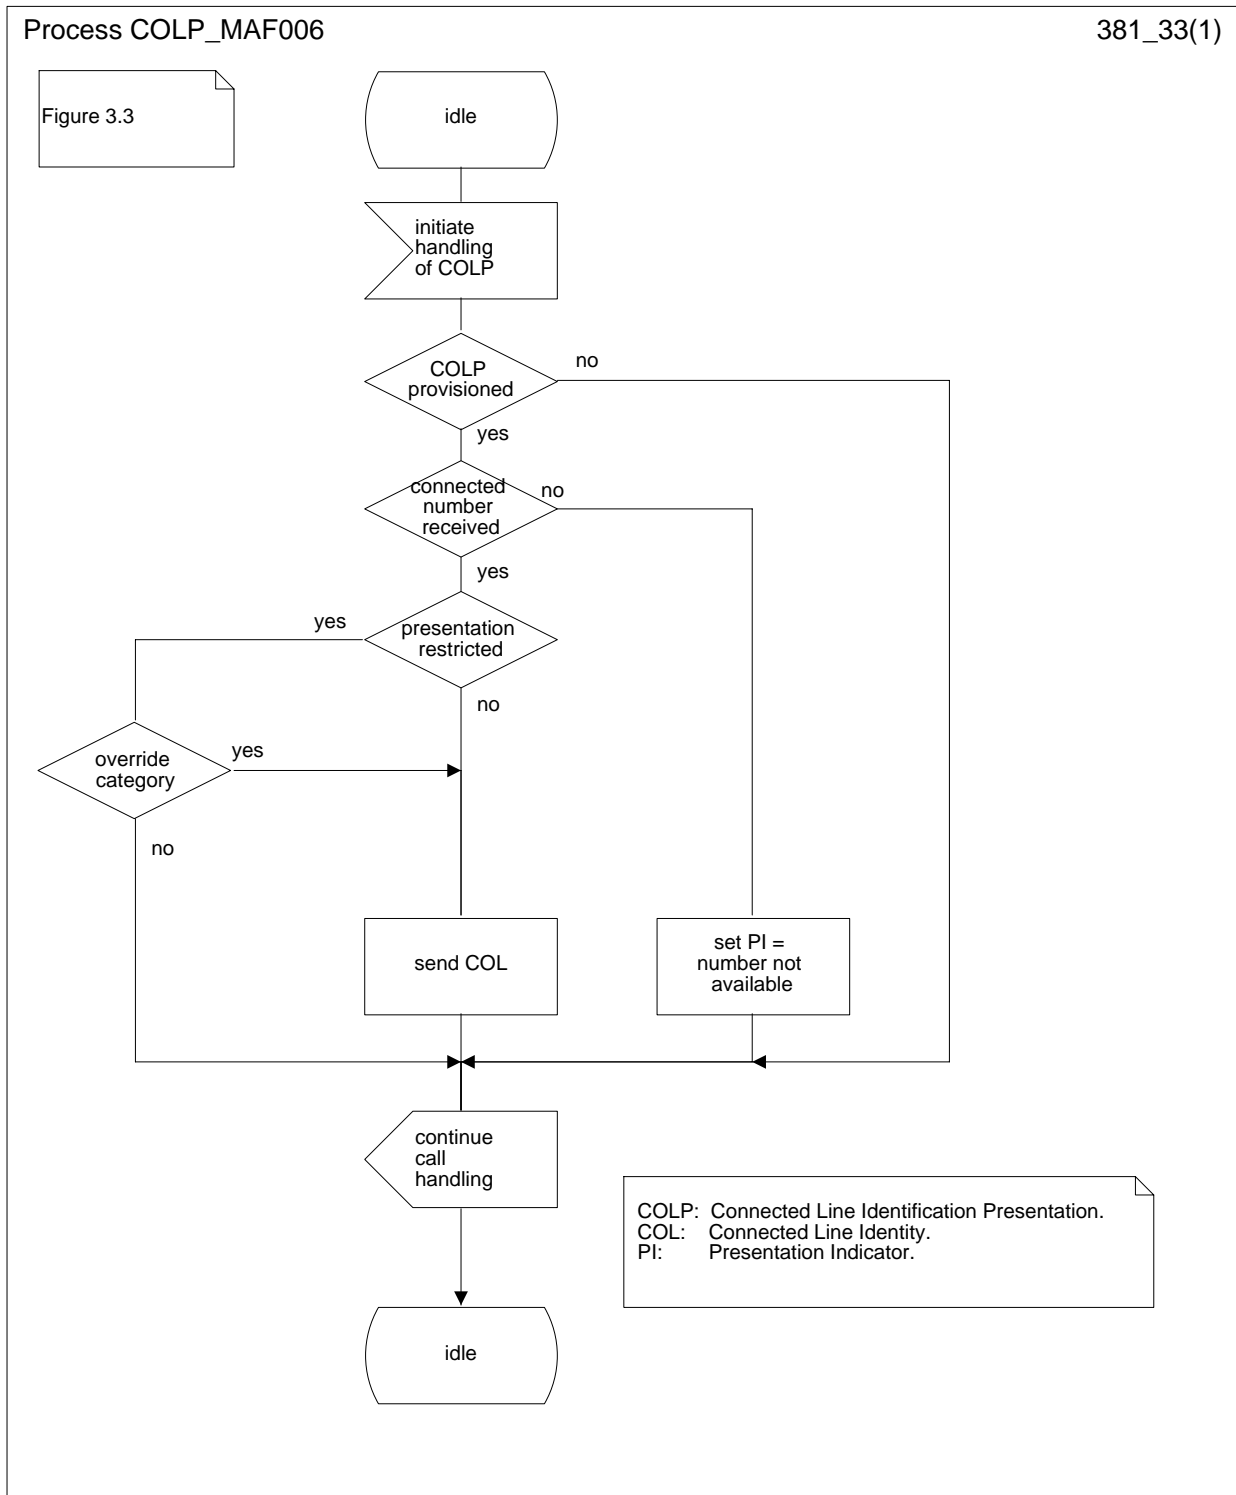 Process COLP_MAF006
381_33(1)
Figure 3.3
idle
initiate
handling
of COLP
COLP
provisioned
no
yes
connected
number
received
no
yes
presentation
restricted
yes
no
override
category
yes
no
send COL
set PI =
number not
available
continue
call
handling
COLP: Connected Line Identification Presentation.
COL: Connected Line Identity.
PI: Presentation Indicator.
idle